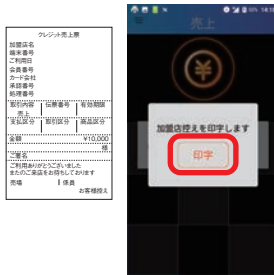 クレジット売上票
加盟店名
端末番号
ご利用日
会員番号
カード会社
承認番号
処理番号
取引内容 伝票番号 有効期限
売上
支払区分 取引区分 商品区分
金額 ¥10,000
様
ご署名
ご利用ありがとうございました
またのご来店をお待ちしております
売場 係員
お客様控え
売上
¥
加盟店控えを印字します
印字